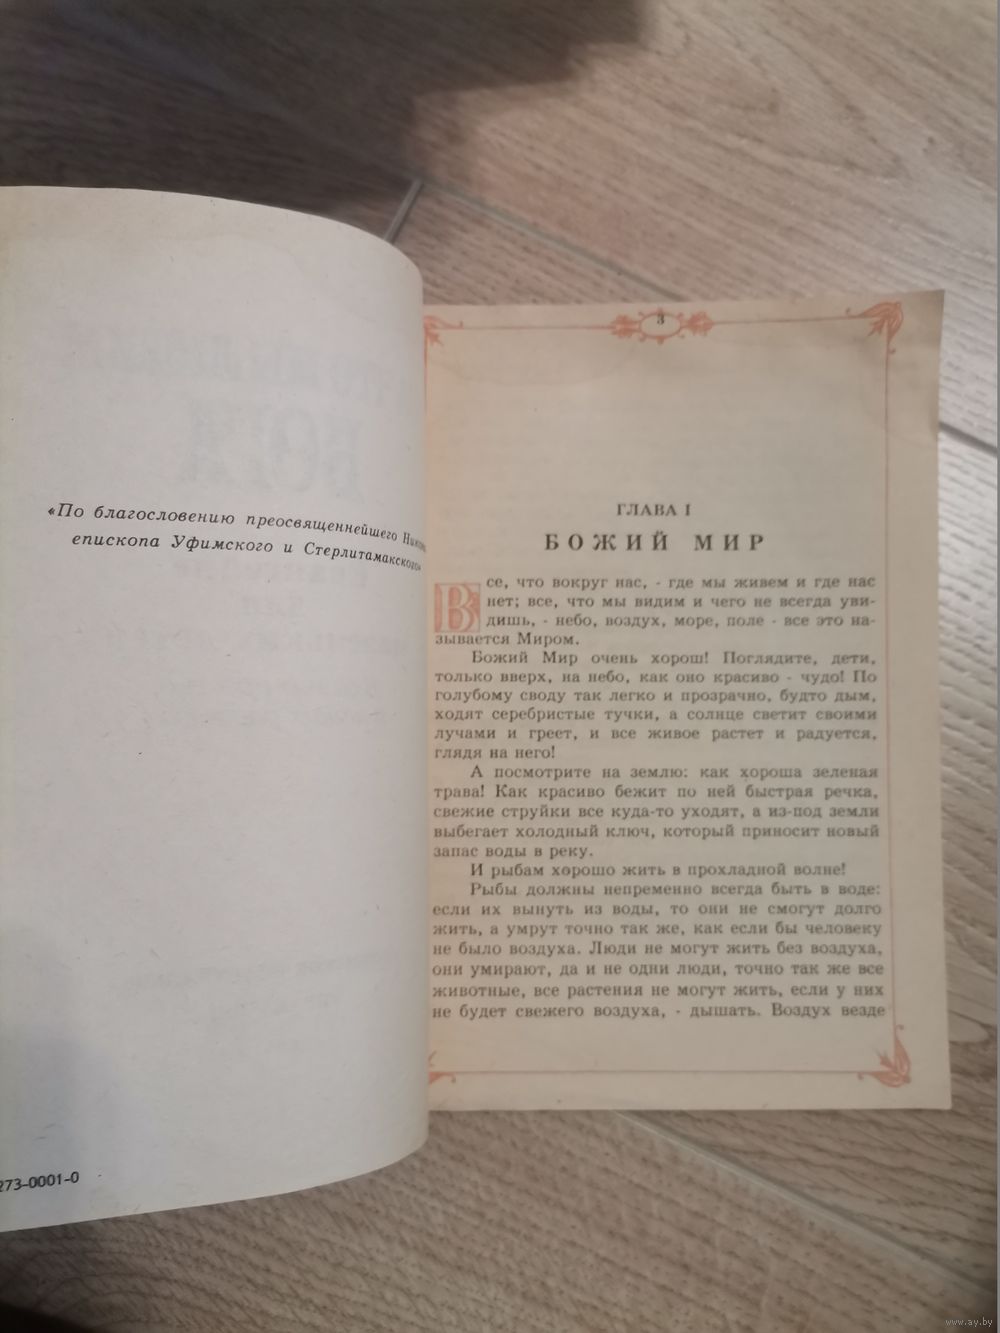 «По благословению преосвященнейшего
епископа Уфимского и Стерлитамакского»
273-0001-0
3
ГЛАВА I
БОЖИЙ МИР
Все, что вокруг нас, - где мы живем и где нас
нет; все, что мы видим и чего не всегда уви-
дишь, - небо, воздух, море, поле - все это на-
зывается Миром.
Божий Мир очень хорош! Поглядите, дети,
только вверх, на небо, как оно красиво - чудо! По
голубому своду так легко и прозрачно, будто дым,
ходят серебристые тучки, а солнце светит своими
лучами и греет, и все живое растет и радуется,
глядя на него!
А посмотрите на землю: как хороша зеленая
трава! Как красиво бежит по ней быстрая речка,
свежие струйки все куда-то уходят, а из-под земли
выбегает холодный ключ, который приносит новый
запас воды в реку.
И рыбам хорошо жить в прохладной волне!
Рыбы должны непременно всегда быть в воде:
если их вынуть из воды, то они не смогут долго
жить, а умрут точно так же, как если бы человеку
не было воздуха. Люди не могут жить без воздуха,
они умирают, да и не одни люди, точно так же все
животные, все растения не могут жить, если у них
не будет свежего воздуха, - дышать. Воздух везде
www.ay.by